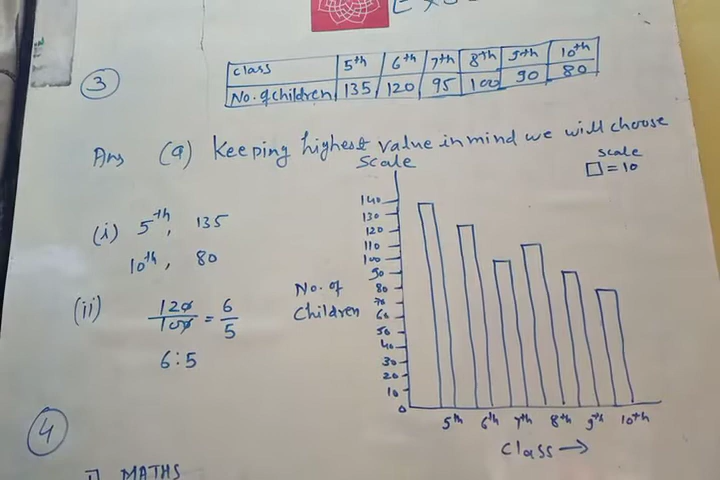 ③
Class 5th 6th 7th 8th 9th 10th
No. of children 135 120 95 100 90 80
Ans (a) Keeping highest value in mind we will choose
Scale
scale
□ = 10
(i) 5th, 135
10th, 80
(ii) 120/100 = 6/5
6:5
No. of
Children
140
130
120
110
100
90
80
70
60
50
40
30
20
10
0
5th 6th 7th 8th 9th 10th
Class →
④
MATHS